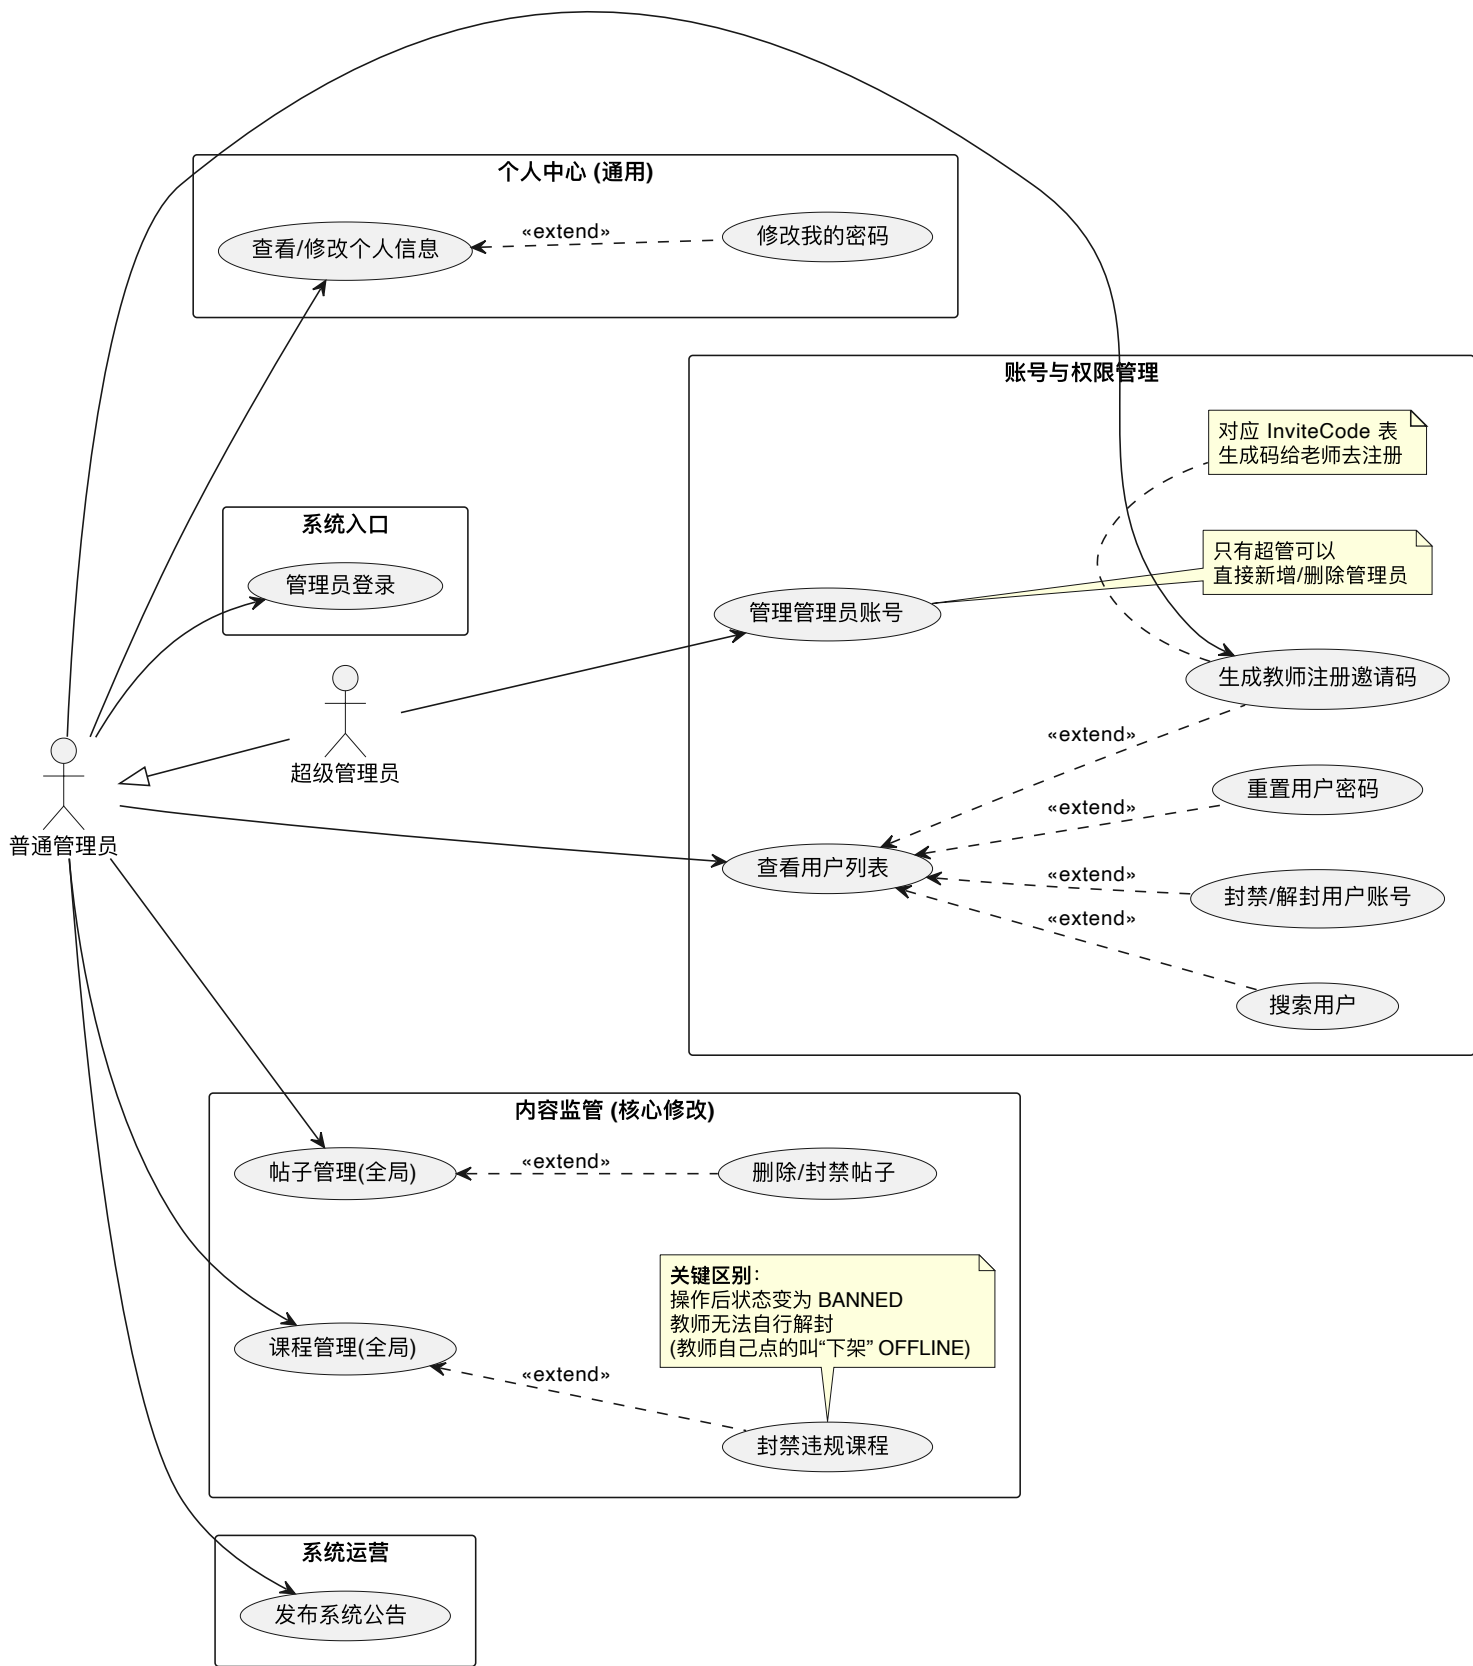 个人中心 (通用)
查看/修改个人信息
«extend»
修改我的密码
账号与权限管理
对应 InviteCode 表
生成码给老师去注册
系统入口
管理员登录
只有超管可以
直接新增/删除管理员
管理管理员账号
生成教师注册邀请码
超级管理员
普通管理员
«extend»
重置用户密码
«extend»
查看用户列表
«extend»
封禁/解封用户账号
«extend»
搜索用户
内容监管 (核心修改)
帖子管理(全局)
«extend»
删除/封禁帖子
关键区别：
操作后状态变为 BANNED
教师无法自行解封
(教师自己点的叫“下架” OFFLINE)
课程管理(全局)
«extend»
封禁违规课程
系统运营
发布系统公告